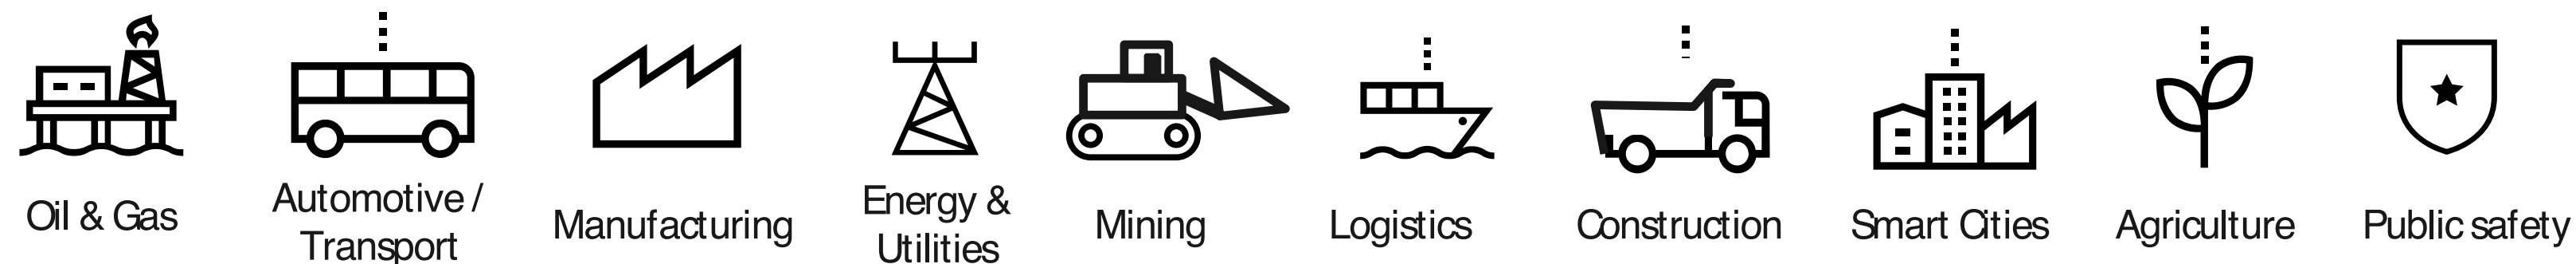 Oil & Gas
Automotive /
Transport
Manufacturing
Energy &
Utilities
Mining
Logistics
Construction
Smart Cities
Agriculture
Public safety